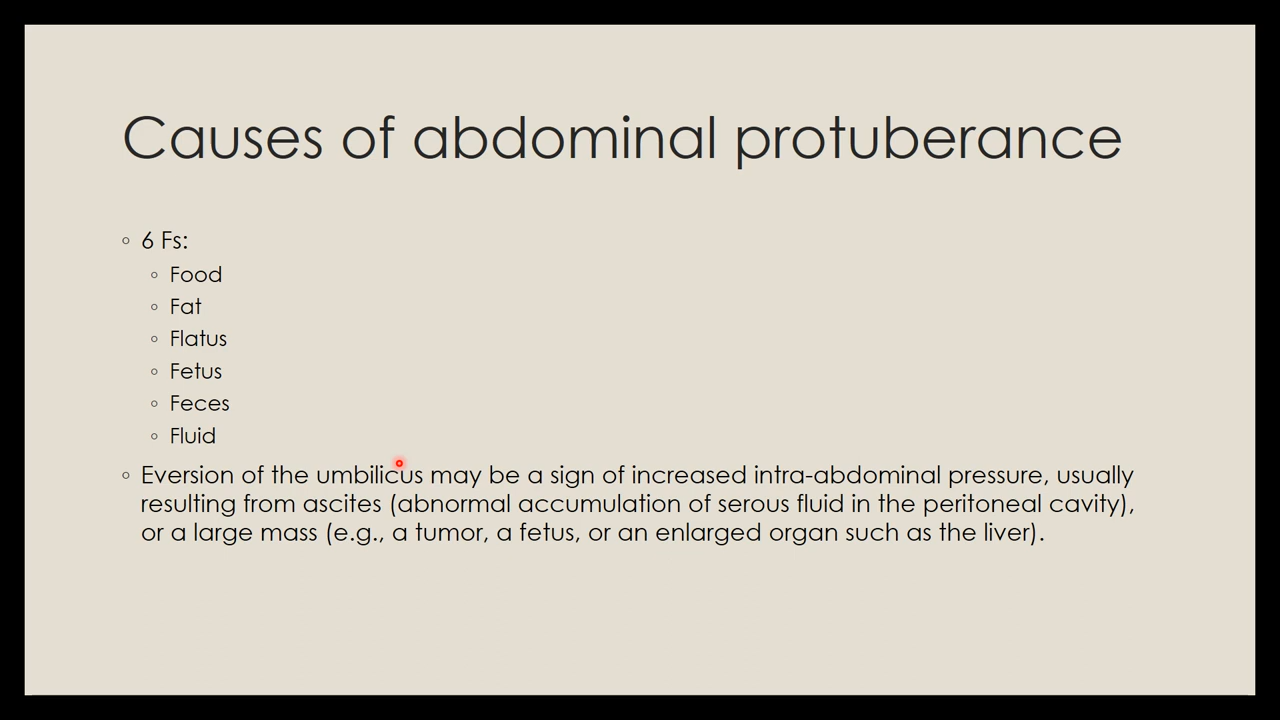 Causes of abdominal protuberance
◦ 6 Fs:
◦ Food
◦ Fat
◦ Flatus
◦ Fetus
◦ Feces
◦ Fluid
◦ Eversion of the umbilicus may be a sign of increased intra-abdominal pressure, usually
resulting from ascites (abnormal accumulation of serous fluid in the peritoneal cavity),
or a large mass (e.g., a tumor, a fetus, or an enlarged organ such as the liver).